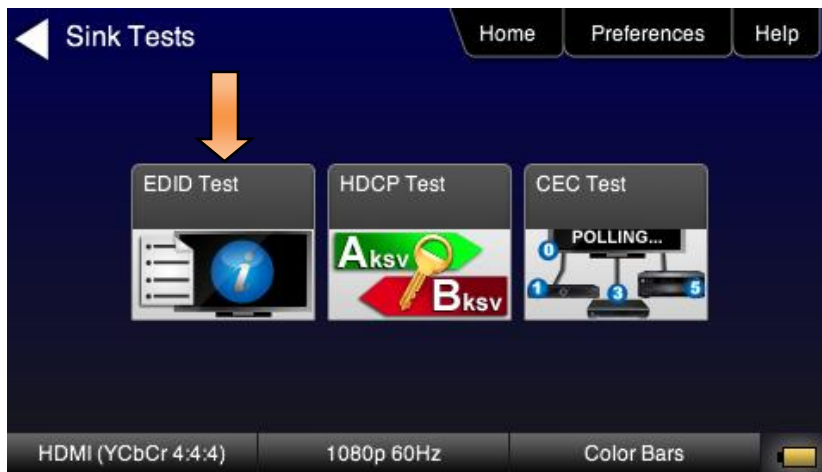 Sink Tests
Home
Preferences
Help
EDID Test
HDCP Test
CEC Test
i
Aksv
Bksv
POLLING...
0
1
3
5
HDMI (YCbCr 4:4:4)
1080p 60Hz
Color Bars